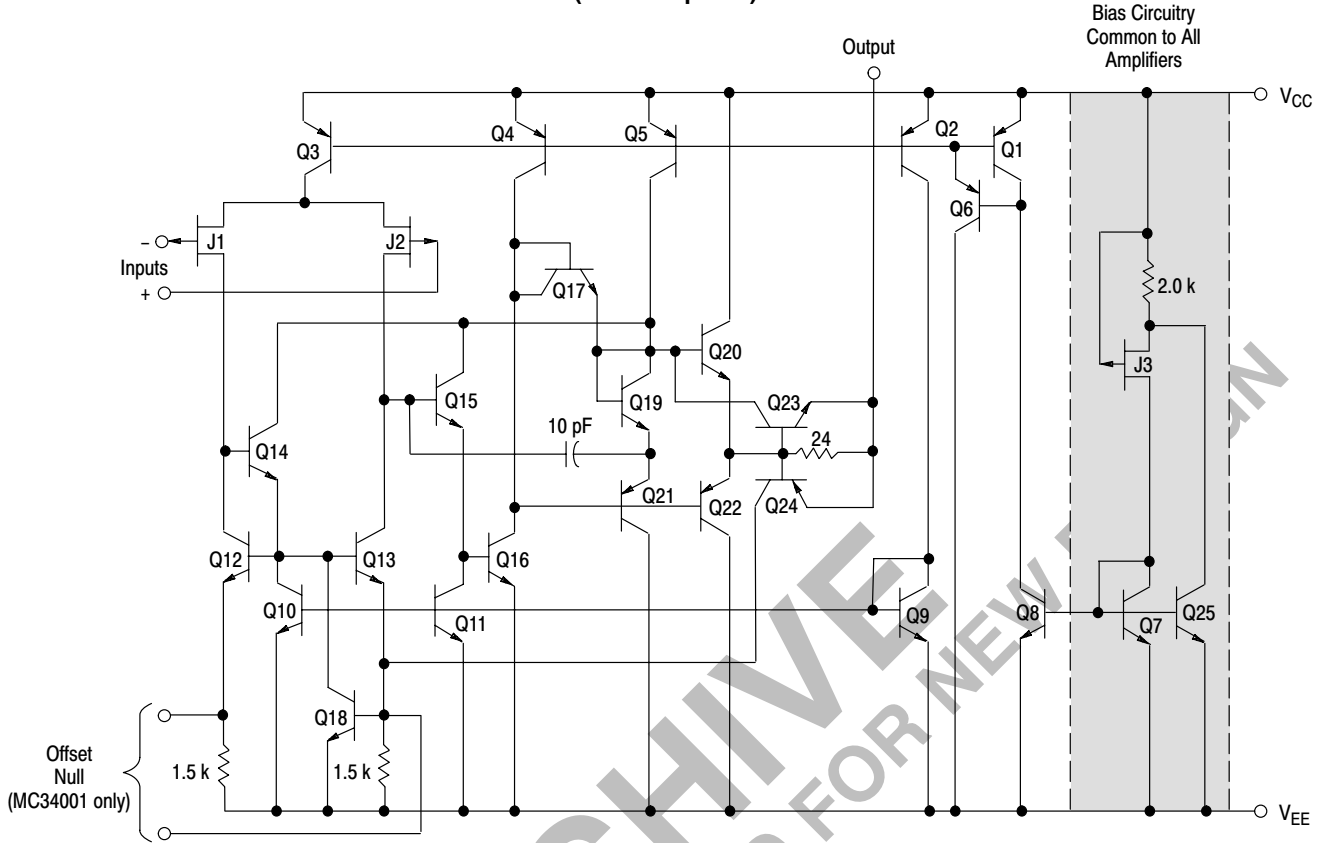 Bias Circuitry
Common to All
Amplifiers
Output
VCC
Q3
Q4
Q5
Q2
Q1
Q6
J1
J2
−
Inputs
+
Q17
2.0 k
J3
Q20
Q15
Q19
Q23
10 pF
24
Q14
Q21
Q22
Q24
Q12
Q13
Q16
Q10
Q11
Q9
Q8
Q7
Q25
Q18
Offset
Null
(MC34001 only)
1.5 k
1.5 k
VEE